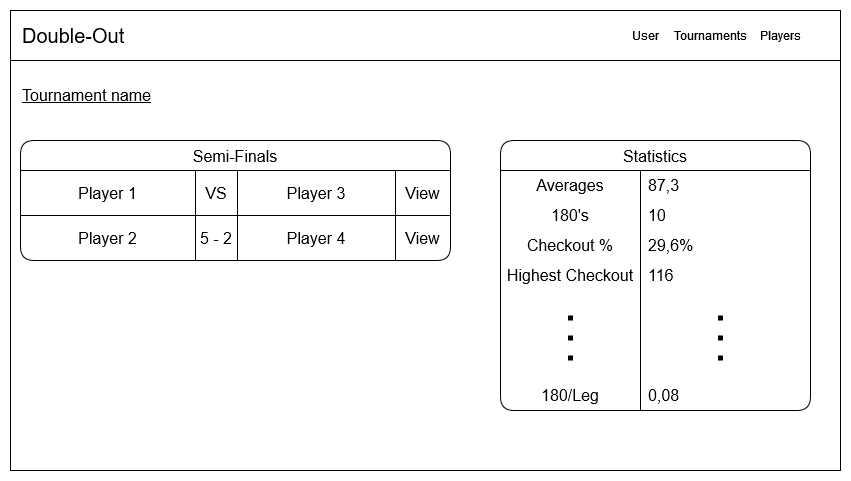 Double-Out
User Tournaments Players
Tournament name
Semi-Finals
Player 1 VS Player 3 View
Player 2 5 - 2 Player 4 View
Statistics
Averages 87,3
180's 10
Checkout % 29,6%
Highest Checkout 116
180/Leg 0,08